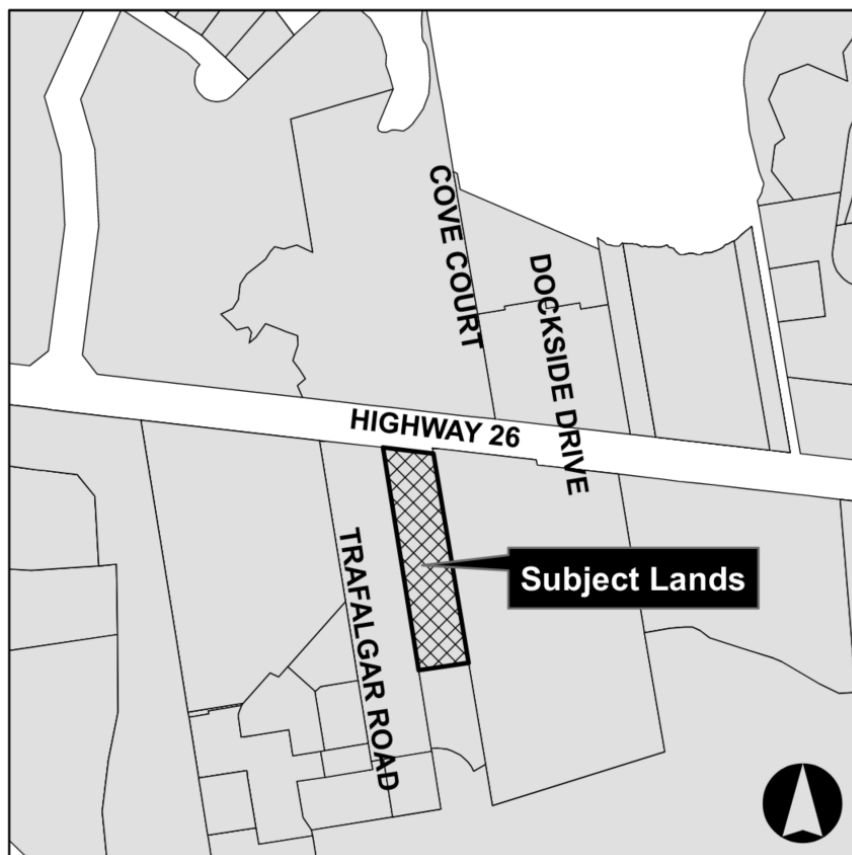 COVE COURT
DOCKSIDE DRIVE
HIGHWAY 26
TRAFALGAR ROAD
Subject Lands